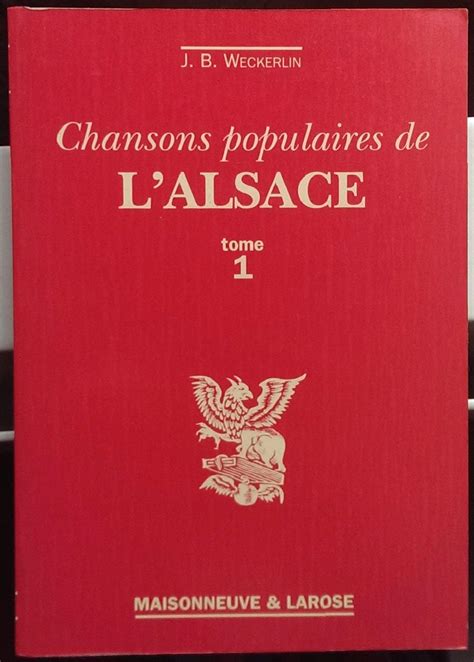 J. B. WECKERLIN
Chansons populaires de
L'ALSACE
tome
1
MAISONNEUVE & LAROSE